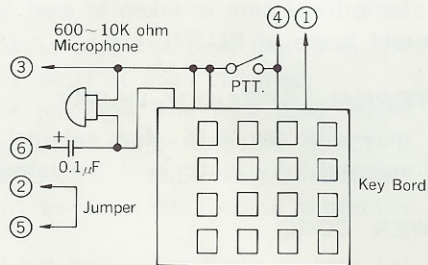 ④ ①
600~10K ohm
Microphone
③
PTT.
⑥
+
0.1μF
②
Jumper
⑤
Key Bord